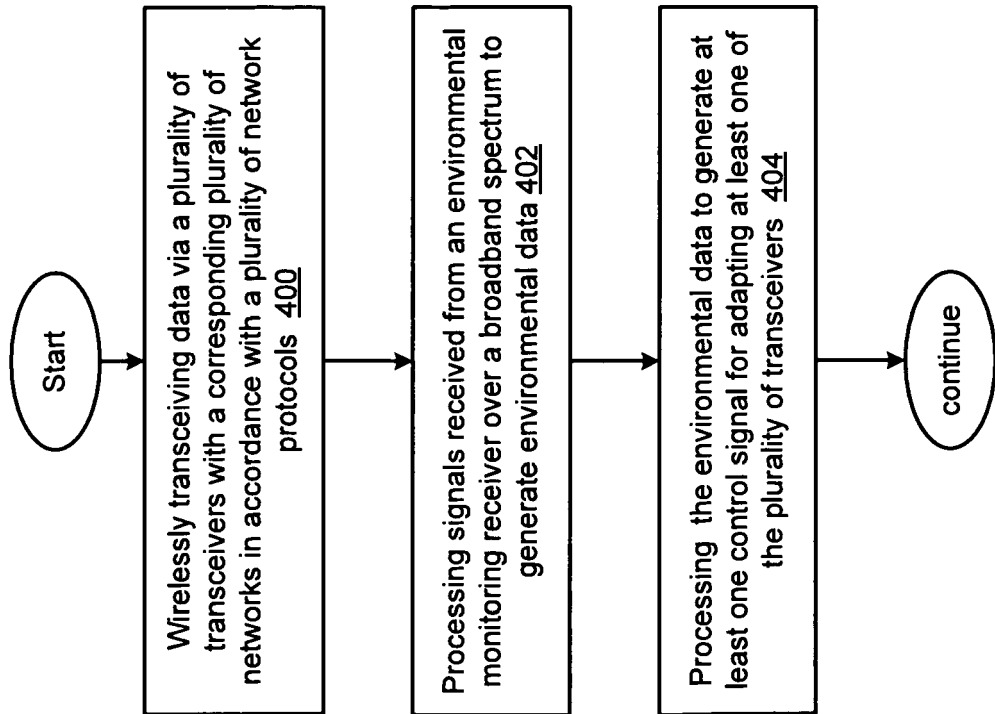 Start
Wirelessly transceiving data via a plurality of
transceivers with a corresponding plurality of
networks in accordance with a plurality of network
protocols 400
Processing signals received from an environmental
monitoring receiver over a broadband spectrum to
generate environmental data 402
Processing the environmental data to generate at
least one control signal for adapting at least one of
the plurality of transceivers 404
continue